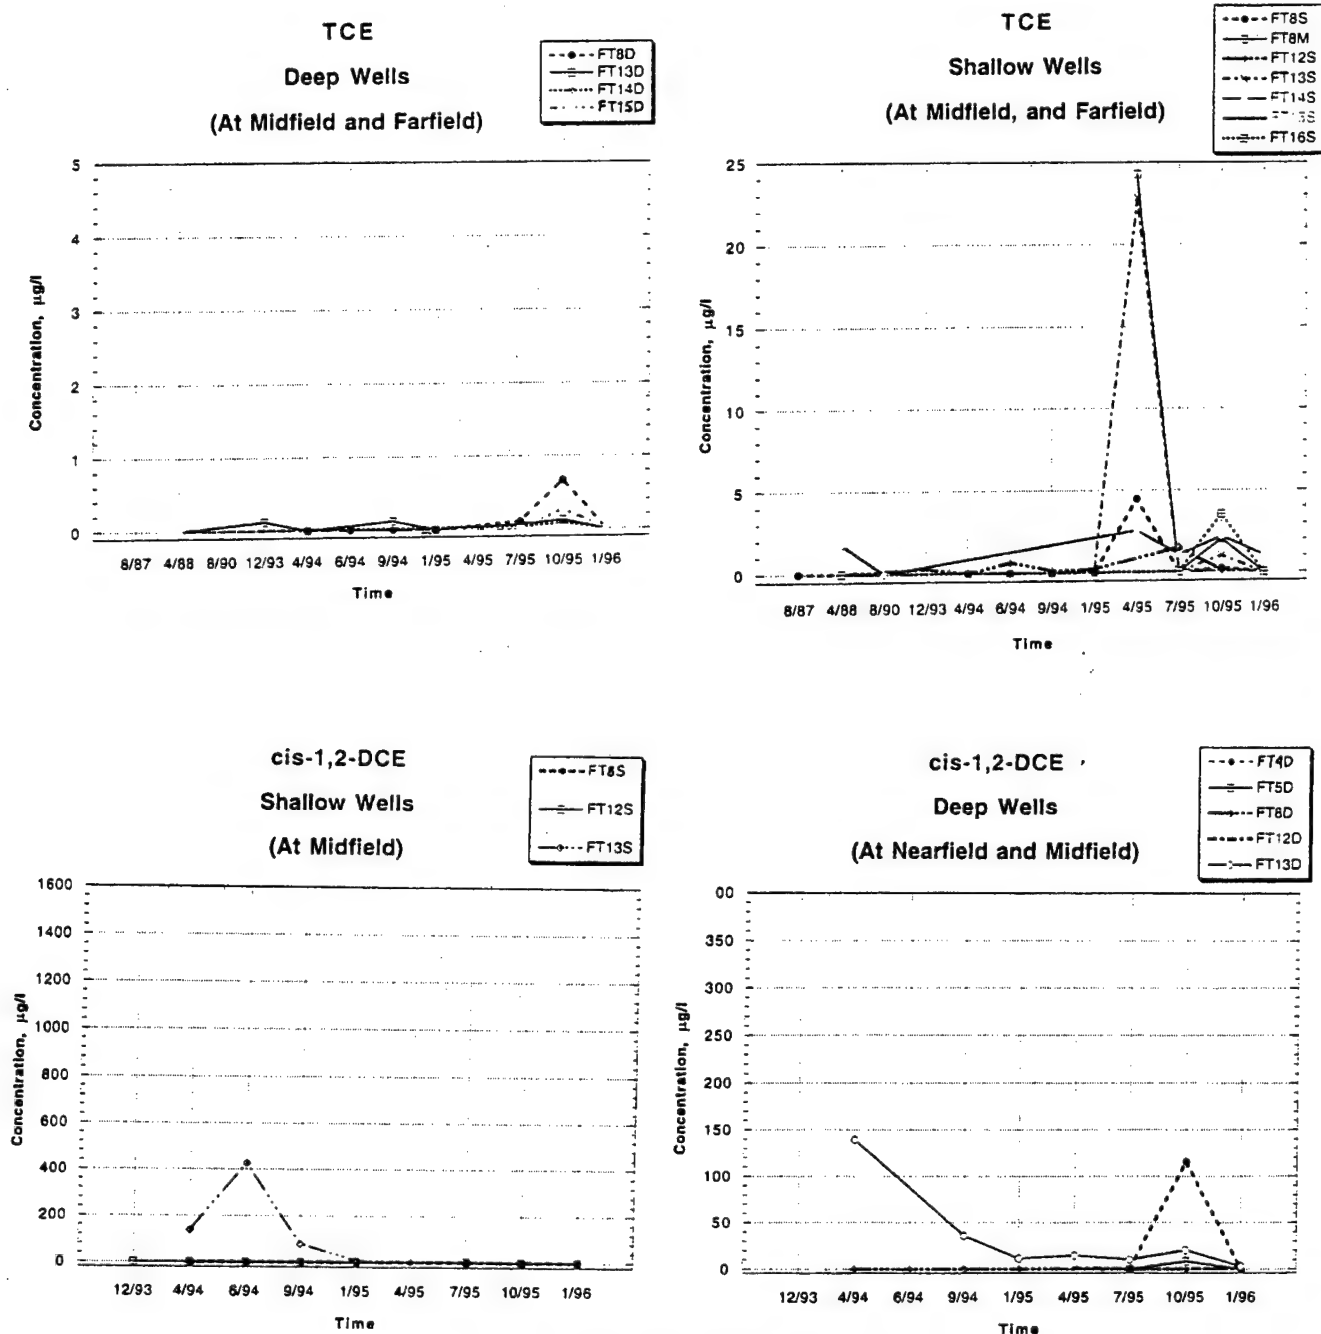 TCE
Deep Wells
(At Midfield and Farfield)
FT8D
FT13D
FT14D
FT15D
5
4
3
2
1
0
Concentration, µg/l
8/87 4/88 8/90 12/93 4/94 6/94 9/94 1/95 4/95 7/95 10/95 1/96
Time
TCE
Shallow Wells
(At Midfield, and Farfield)
FT8S
FT8M
FT12S
FT13S
FT14S
FT16S
25
20
15
10
5
0
Concentration, µg/l
8/87 4/88 8/90 12/93 4/94 6/94 9/94 1/95 4/95 7/95 10/95 1/96
Time
cis-1,2-DCE
Shallow Wells
(At Midfield)
FT8S
FT12S
FT13S
1600
1400
1200
1000
800
600
400
200
0
Concentration, µg/l
12/93 4/94 6/94 9/94 1/95 4/95 7/95 10/95 1/96
Time
cis-1,2-DCE
Deep Wells
(At Nearfield and Midfield)
FT4D
FT5D
FT8D
FT12D
FT13D
00
350
300
250
200
150
100
50
0
Concentration, µg/l
12/93 4/94 6/94 9/94 1/95 4/95 7/95 10/95 1/96
Time